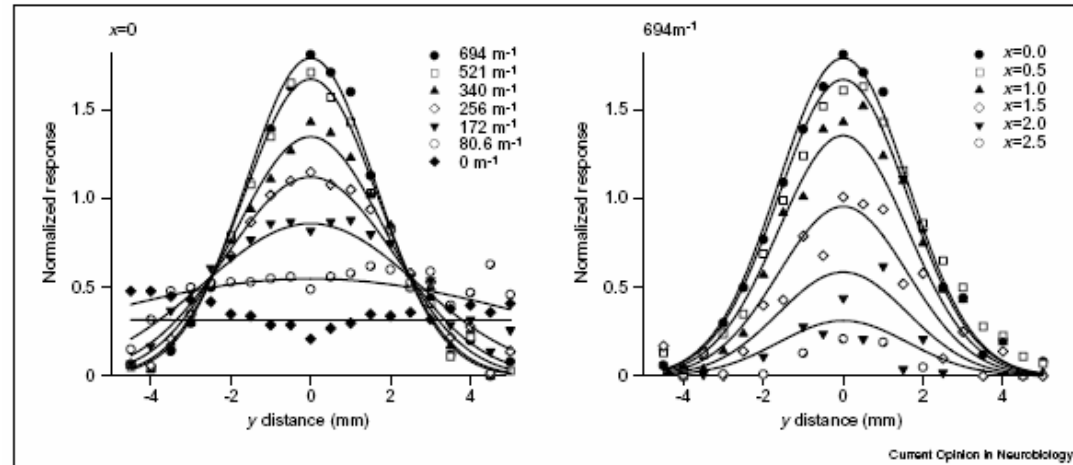 x=0
694 m⁻¹
521 m⁻¹
340 m⁻¹
256 m⁻¹
172 m⁻¹
80.6 m⁻¹
0 m⁻¹
Normalized response
1.5
1.0
0.5
0
-4
-2
0
2
4
y distance (mm)
694m⁻¹
x=0.0
x=0.5
x=1.0
x=1.5
x=2.0
x=2.5
Normalized response
1.5
1.0
0.5
0
-4
-2
0
2
4
y distance (mm)
Current Opinion in Neurobiology